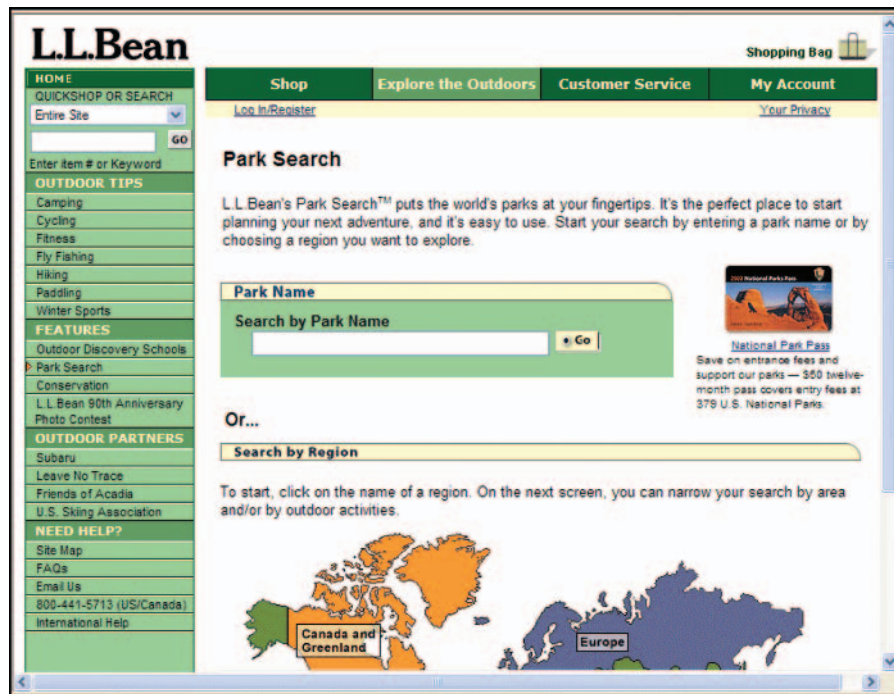 L.L.Bean
Shopping Bag
HOME
QUICKSHOP OR SEARCH
Entire Site
GO
Enter item # or Keyword
OUTDOOR TIPS
Camping
Cycling
Fitness
Fly Fishing
Hiking
Paddling
Winter Sports
FEATURES
Outdoor Discovery Schools
Park Search
Conservation
L.L.Bean 90th Anniversary
Photo Contest
OUTDOOR PARTNERS
Subaru
Leave No Trace
Friends of Acadia
U.S. Skiing Association
NEED HELP?
Site Map
FAQs
Email Us
800-441-5713 (US/Canada)
International Help
Shop Explore the Outdoors Customer Service My Account
Log In/Register Your Privacy
Park Search
L.L.Bean's Park Search™ puts the world's parks at your fingertips. It's the perfect place to start
planning your next adventure, and it's easy to use. Start your search by entering a park name or by
choosing a region you want to explore.
Park Name
Search by Park Name
Go
National Parks Pass
National Park Pass
Save on entrance fees and
support our parks — $50 twelve-
month pass covers entry fees at
379 U.S. National Parks.
Or...
Search by Region
To start, click on the name of a region. On the next screen, you can narrow your search by area
and/or by outdoor activities.
Canada and
Greenland
Europe